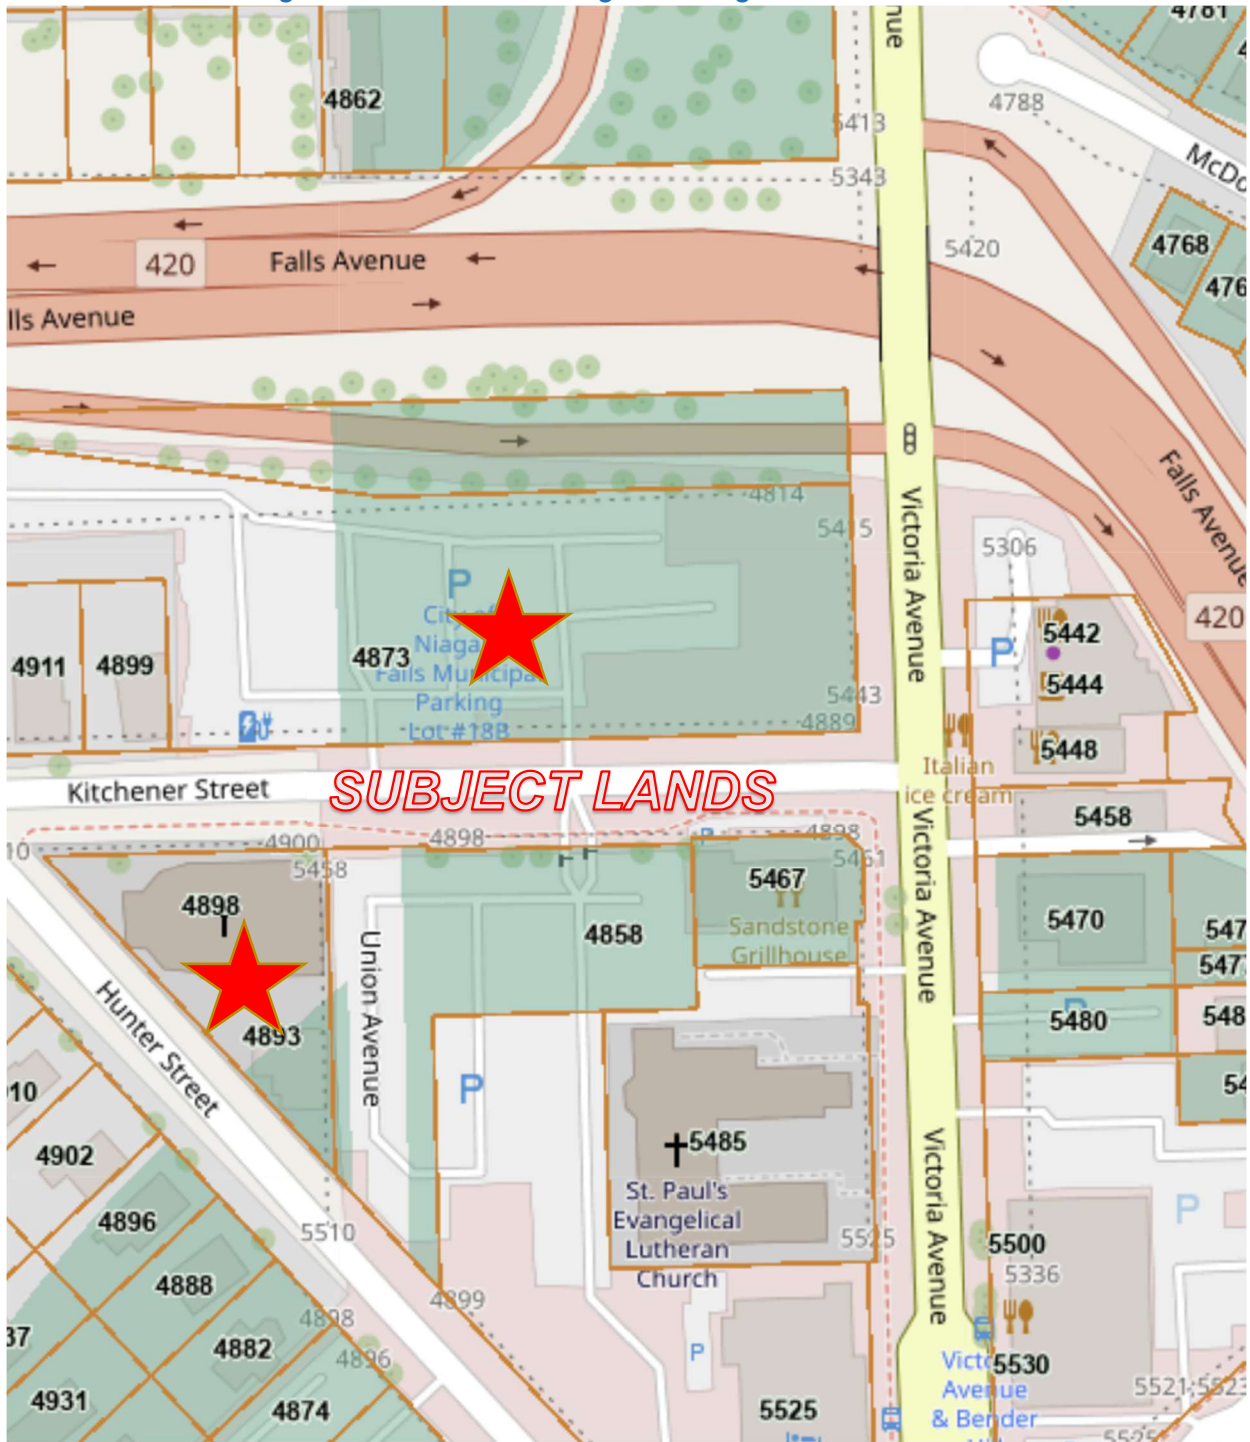 4781
4862
4788
5413
McDo
5343
5420
4768
476
420
Falls Avenue
lls Avenue
Falls Avenue
420
4814
5415
Victoria Avenue
5306
P
City of
Niaga
Falls Municipa
Parking
Lot #18B
4873
4911
4899
P
5442
5444
5443
4889
5448
Kitchener Street
SUBJECT LANDS
Italian
ice cream
5458
4900
4898
P
4898
10
5458
5461
4898
5467
Sandstone
Grillhouse
4858
Victoria Avenue
5470
547
547
Union Avenue
4893
Hunter Street
P
5480
548
P
10
54
4902
5485
St. Paul's
Evangelical
Lutheran
Church
4896
P
5510
5525
Victoria Avenue
5500
5336
4888
4899
4898
37
4882
4896
P
5530
Avenue
& Bender
5521;5523
4931
4874
5525
5525